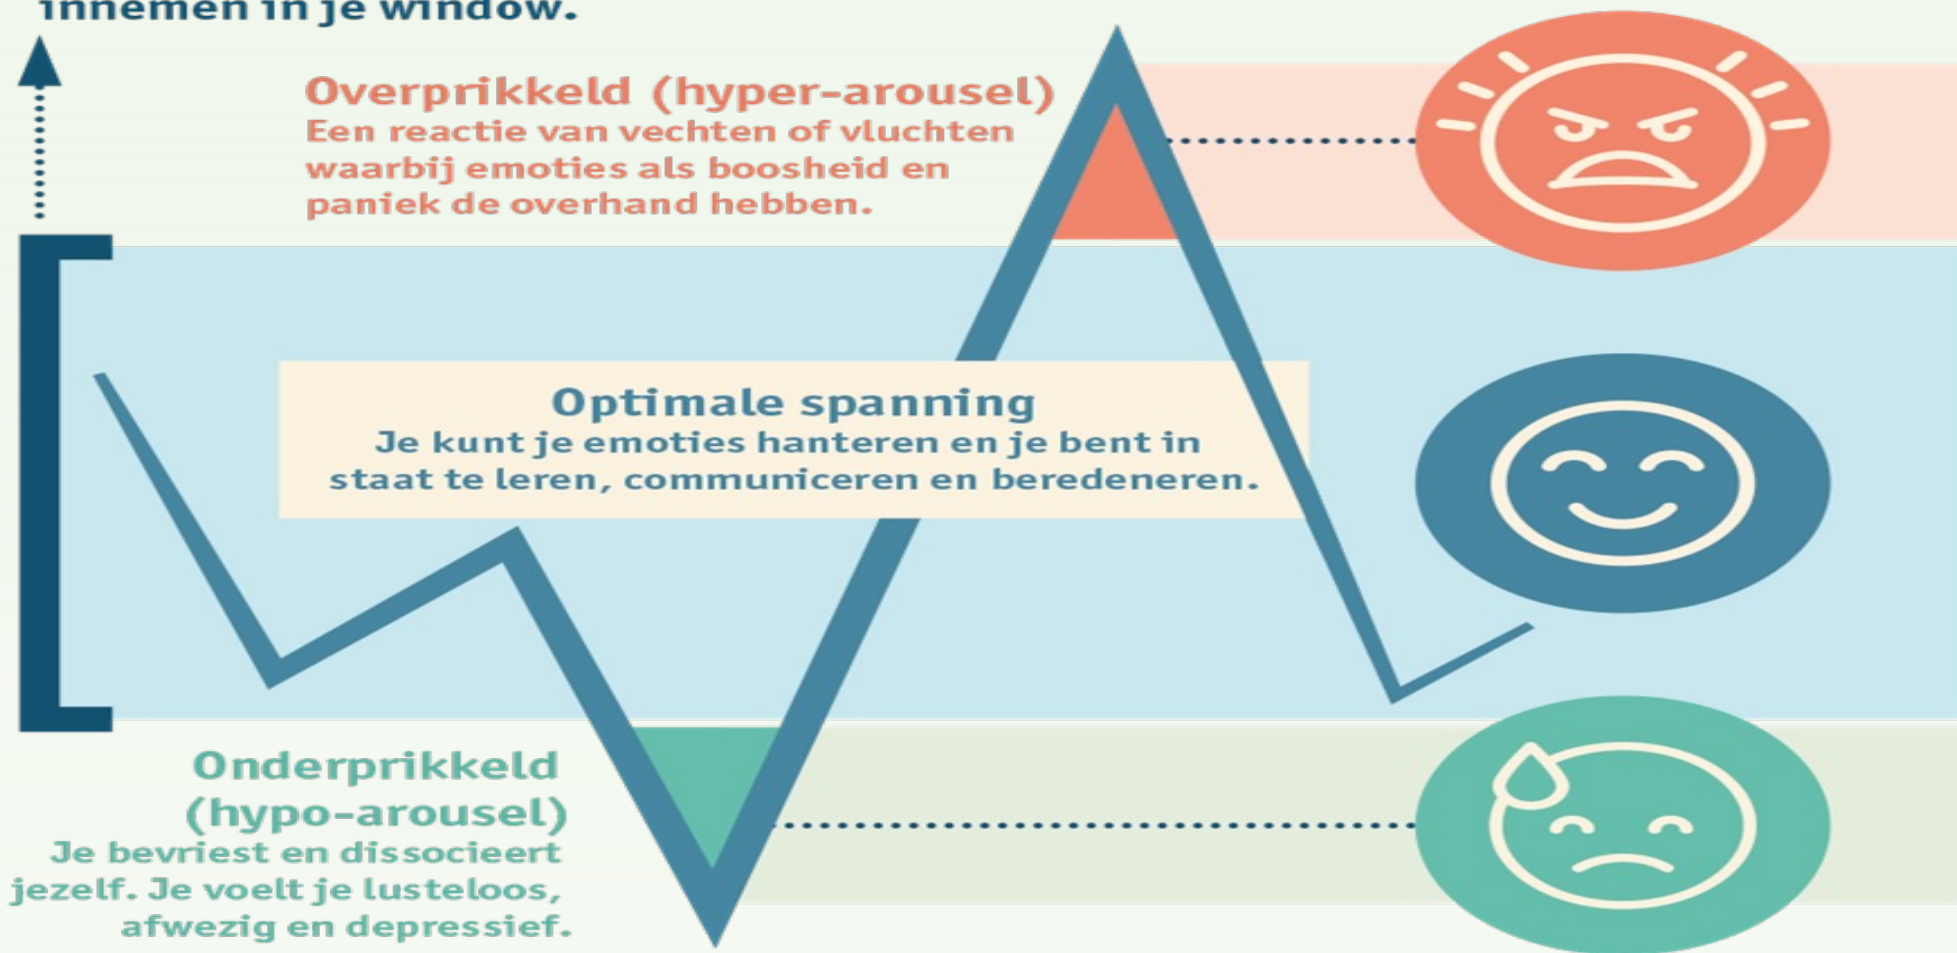 innemen in je window.
Overprikkeld (hyper-arousel)
Een reactie van vechten of vluchten
waarbij emoties als boosheid en
paniek de overhand hebben.
Optimale spanning
Je kunt je emoties hanteren en je bent in
staat te leren, communiceren en beredeneren.
Onderprikkeld
(hypo-arousel)
Je bevriest en dissocieert
jezelf. Je voelt je lusteloos,
afwezig en depressief.